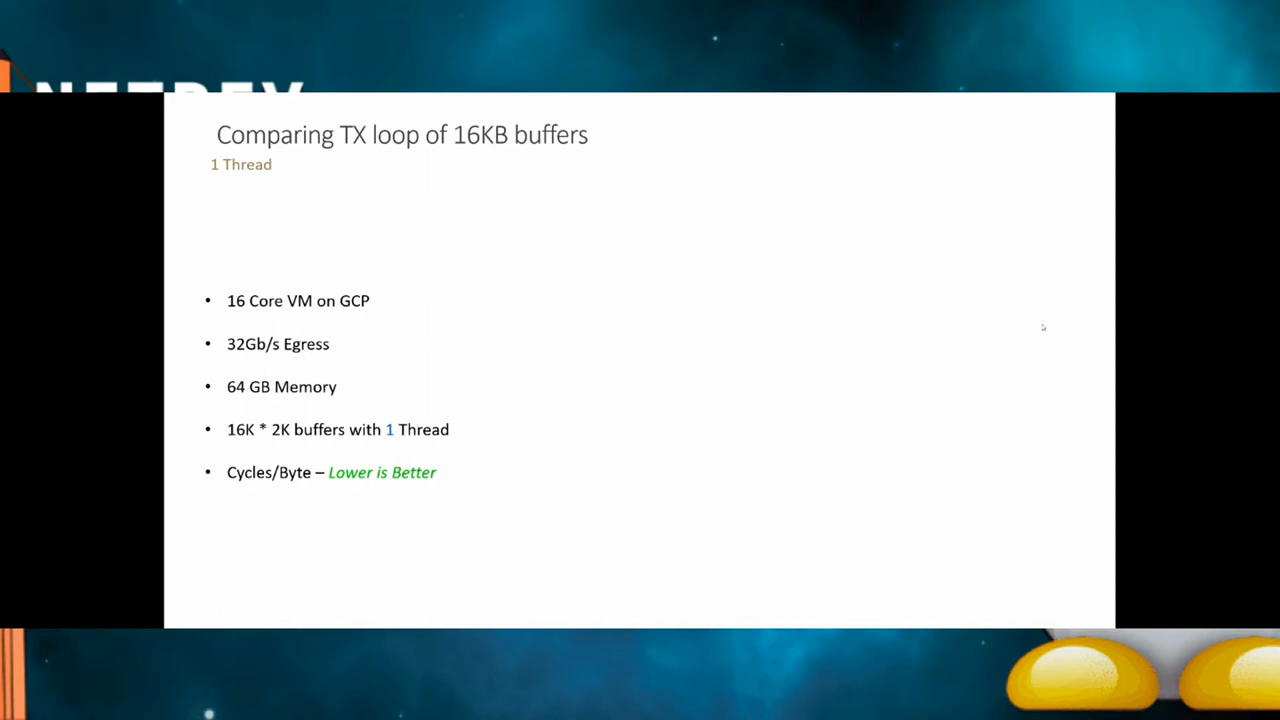 Comparing TX loop of 16KB buffers
1 Thread
• 16 Core VM on GCP
• 32Gb/s Egress
• 64 GB Memory
• 16K * 2K buffers with 1 Thread
• Cycles/Byte – Lower is Better